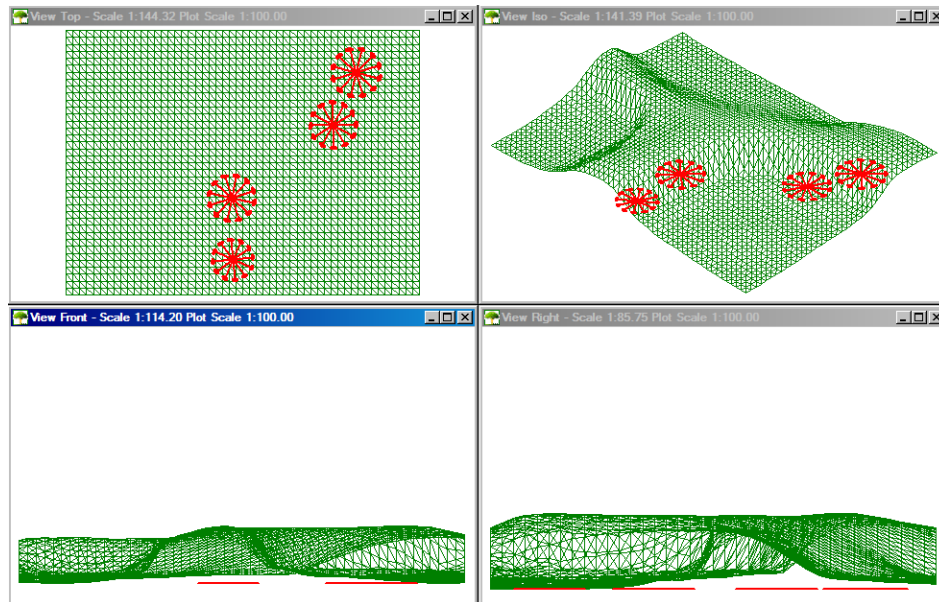 View Top - Scale 1:144.32 Plot Scale 1:100.00
View Iso - Scale 1:141.39 Plot Scale 1:100.00
View Front - Scale 1:114.20 Plot Scale 1:100.00
View Right - Scale 1:85.75 Plot Scale 1:100.00